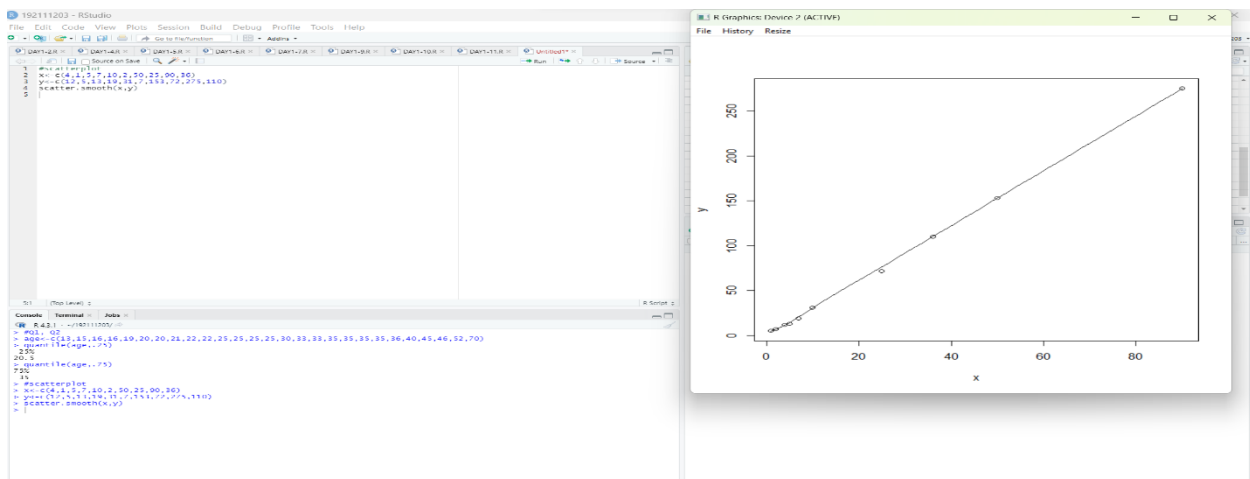 192111203 - RStudio
File Edit Code View Plots Session Build Debug Profile Tools Help
Go to file/function Addins
DAY1-2.R DAY1-4.R DAY1-5.R DAY1-6.R DAY1-7.R DAY1-9.R DAY1-10.R DAY1-11.R Untitled1*
Source on Save Run Source
1 #scatterplot
2 x<-c(4,1,5,7,10,2,50,25,90,36)
3 y<-c(12,5,13,19,31,7,153,72,275,110)
4 scatter.smooth(x,y)
5
5:1 (Top Level) R Script
Console Terminal Jobs
R 4.3.1 · ~/192111203/
> #Q1, Q2
> age<-c(13,15,16,16,19,20,20,21,22,22,25,25,25,25,30,33,33,35,35,35,35,36,40,45,46,52,70)
> quantile(age,.25)
25%
20.5
> quantile(age,.75)
75%
35
> #scatterplot
> x<-c(4,1,5,7,10,2,50,25,90,36)
> y<-c(12,5,13,19,31,7,153,72,275,110)
> scatter.smooth(x,y)
>
R Graphics: Device 2 (ACTIVE)
File History Resize
250
200
150
100
50
0
y
0 20 40 60 80
x